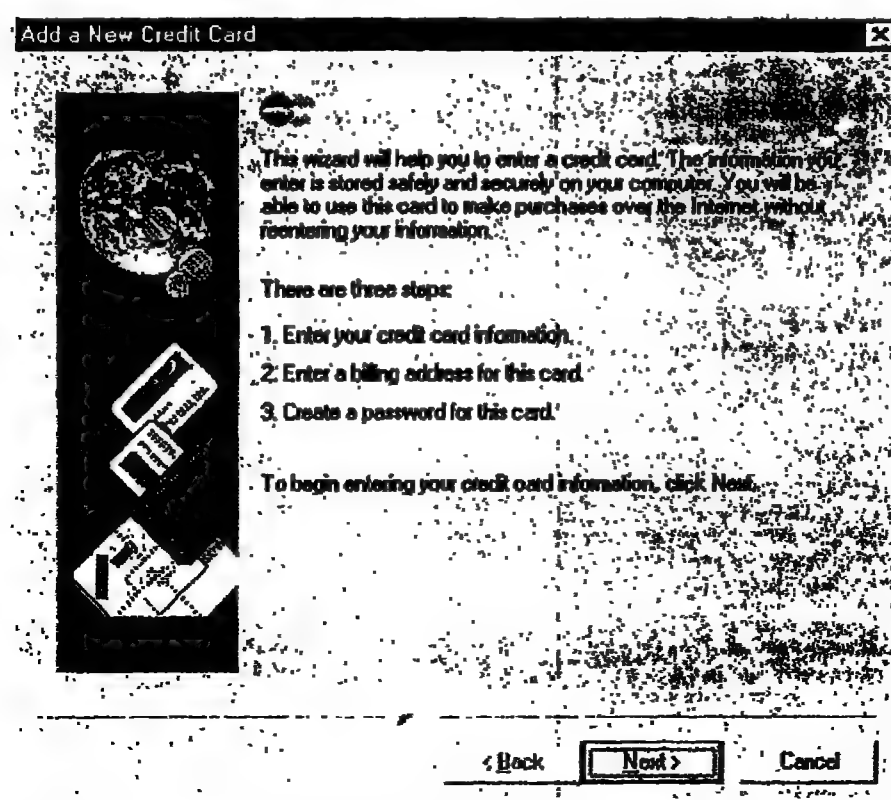 Add a New Credit Card
This wizard will help you to enter a credit card. The information you
enter is stored safely and securely on your computer. You will be
able to use this card to make purchases over the Internet without
reentering your information.
There are three steps:
1. Enter your credit card information.
2. Enter a billing address for this card.
3. Create a password for this card.
To begin entering your credit card information, click Next.
< Back
Next >
Cancel